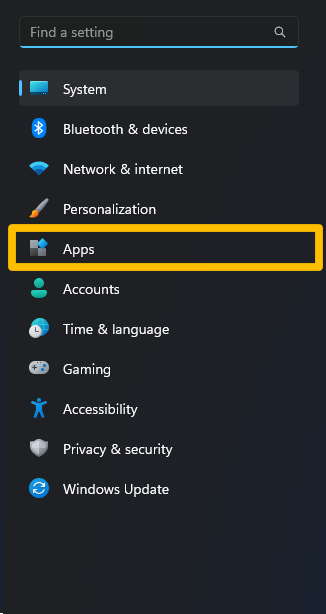 Find a setting
System
Bluetooth & devices
Network & internet
Personalization
Apps
Accounts
Time & language
Gaming
Accessibility
Privacy & security
Windows Update